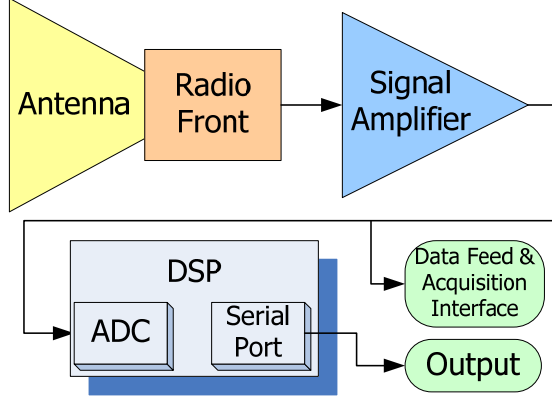 Antenna
Radio
Front
Signal
Amplifier
DSP
ADC
Serial
Port
Data Feed &
Acquisition
Interface
Output